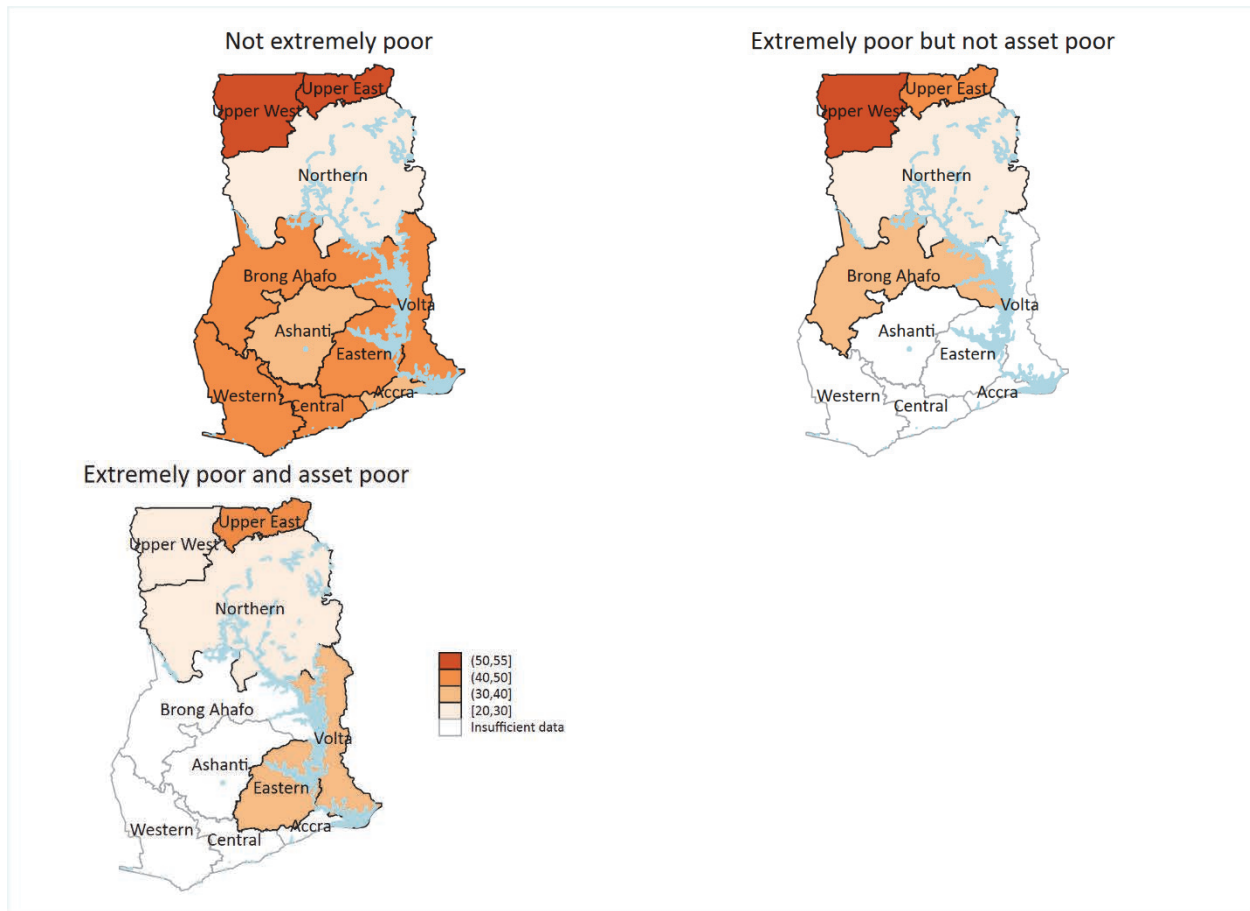 Not extremely poor
Upper East
Upper West
Northern
Brong Ahafo
Volta
Ashanti
Eastern
Accra
Western
Central
Extremely poor but not asset poor
Upper East
Upper West
Northern
Brong Ahafo
Volta
Ashanti
Eastern
Accra
Western
Central
Extremely poor and asset poor
Upper East
Upper West
Northern
Brong Ahafo
Volta
Ashanti
Eastern
Accra
Western
Central
(50,55]
(40,50]
(30,40]
[20,30]
Insufficient data